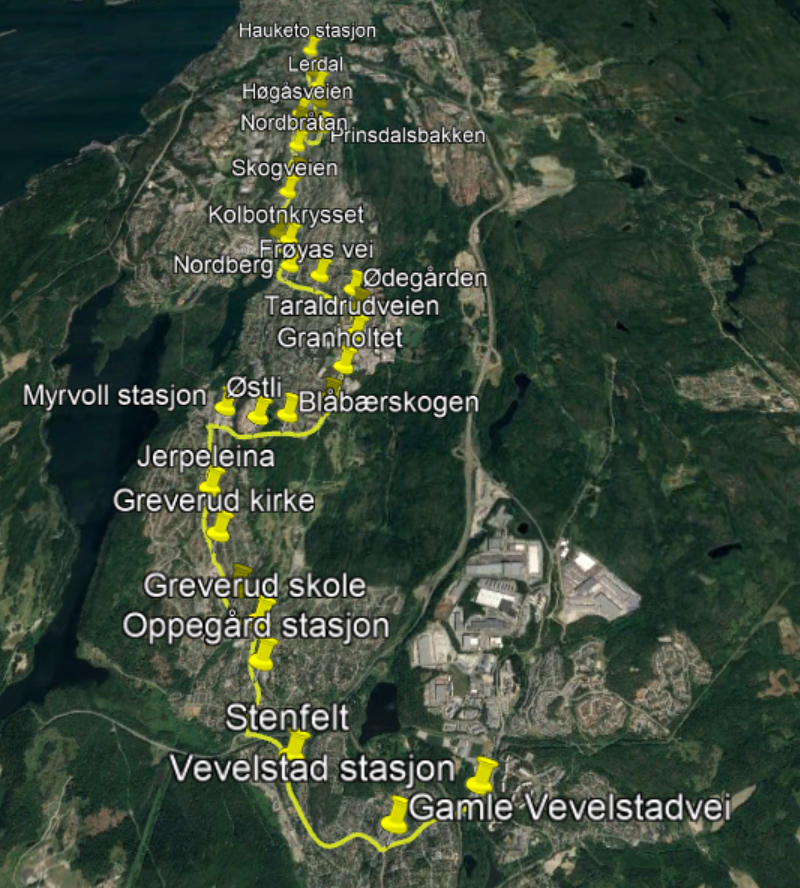 Hauketo stasjon
Lerdal
Høgåsveien
Nordbråtan
Prinsdalsbakken
Skogveien
Kolbotnkrysset
Frøyas vei
Nordberg
Ødegården
Taraldrudveien
Granholtet
Østli
Myrvoll stasjon
Blåbærskogen
Jerpeleina
Greverud kirke
Greverud skole
Oppegård stasjon
Stenfelt
Vevelstad stasjon
Gamle Vevelstadvei